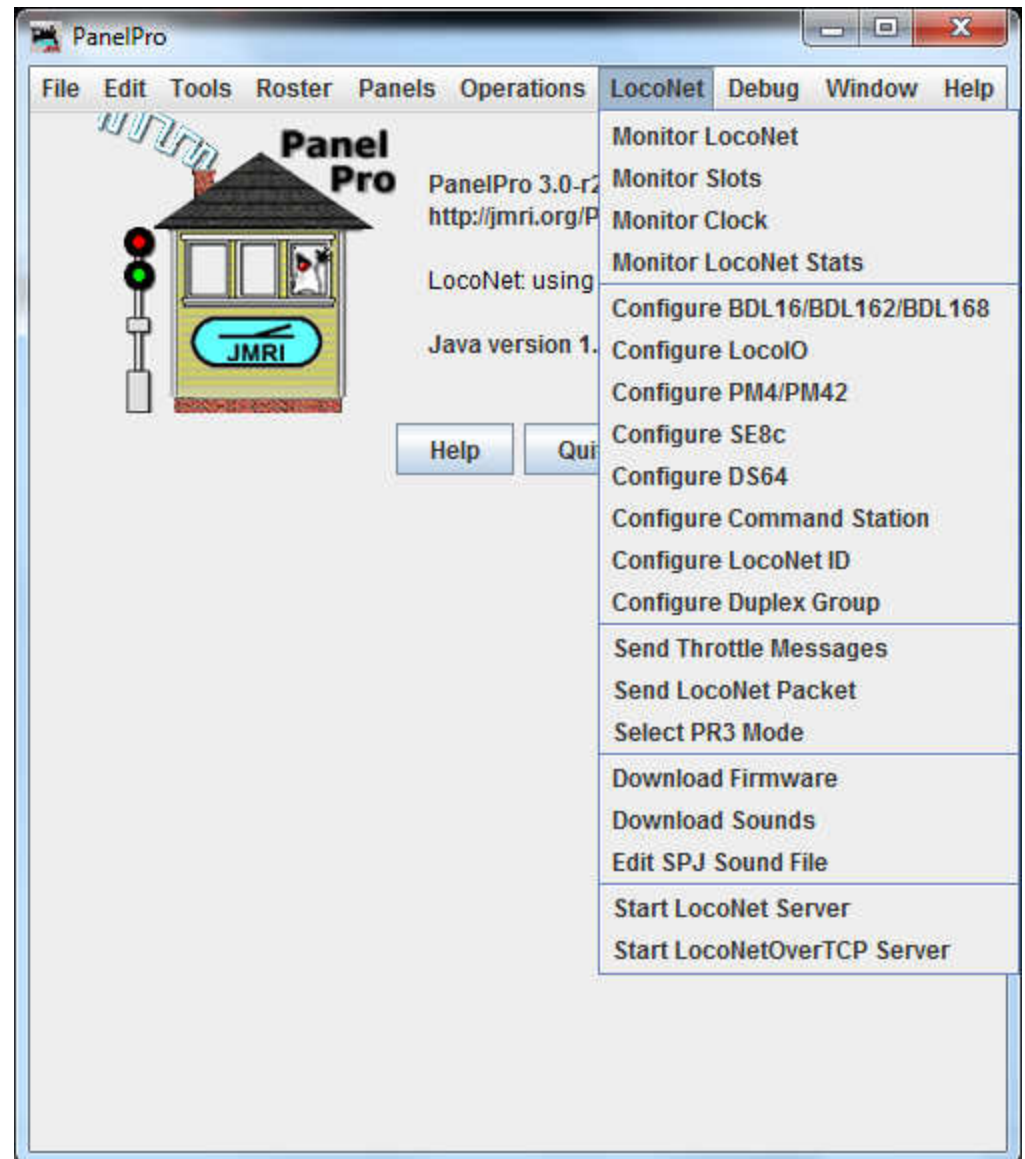 PanelPro
File Edit Tools Roster Panels Operations LocoNet Debug Window Help
Panel
Pro
JMRI
PanelPro 3.0-r2
http://jmri.org/P
LocoNet: using
Java version 1.
Help
Monitor LocoNet
Monitor Slots
Monitor Clock
Monitor LocoNet Stats
Configure BDL16/BDL162/BDL168
Configure LocoIO
Configure PM4/PM42
Configure SE8c
Configure DS64
Configure Command Station
Configure LocoNet ID
Configure Duplex Group
Send Throttle Messages
Send LocoNet Packet
Select PR3 Mode
Download Firmware
Download Sounds
Edit SPJ Sound File
Start LocoNet Server
Start LocoNetOverTCP Server